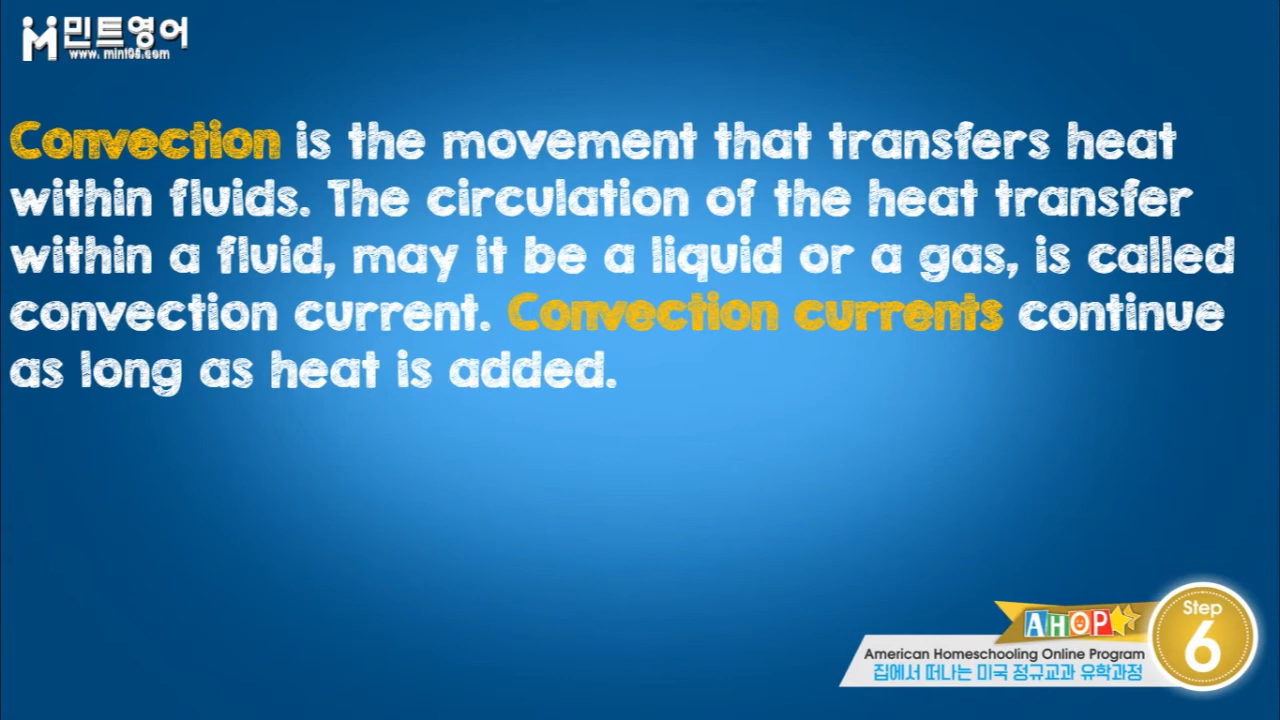 민트영어
www.mint05.com
Convection is the movement that transfers heat
within fluids. The circulation of the heat transfer
within a fluid, may it be a liquid or a gas, is called
convection current. Convection currents continue
as long as heat is added.
Step
6
AHOP
American Homeschooling Online Program
집에서 떠나는 미국 정규교과 유학과정